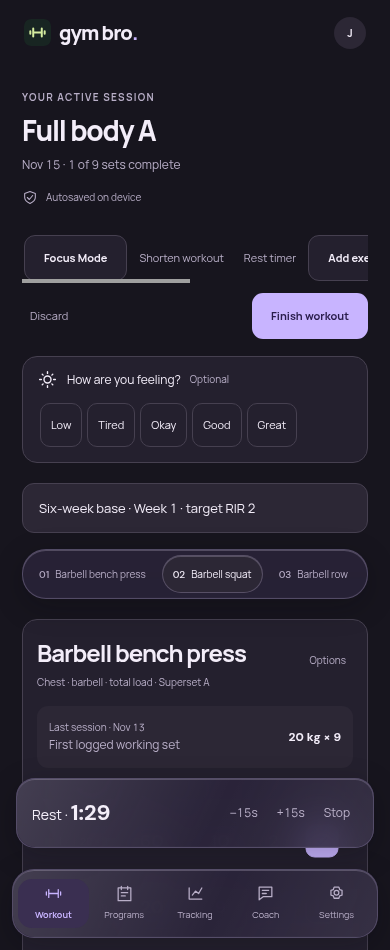 gym bro.
J
YOUR ACTIVE SESSION
Full body A
Nov 15 · 1 of 9 sets complete
Autosaved on device
Focus Mode Shorten workout Rest timer Add exe
Discard Finish workout
How are you feeling? Optional
Low Tired Okay Good Great
Six-week base · Week 1 · target RIR 2
01 Barbell bench press 02 Barbell squat 03 Barbell row
Barbell bench press
Options
Chest · barbell · total load · Superset A
Last session · Nov 13
First logged working set
20 kg × 9
Rest · 1:29 −15s +15s Stop
Workout Programs Tracking Coach Settings